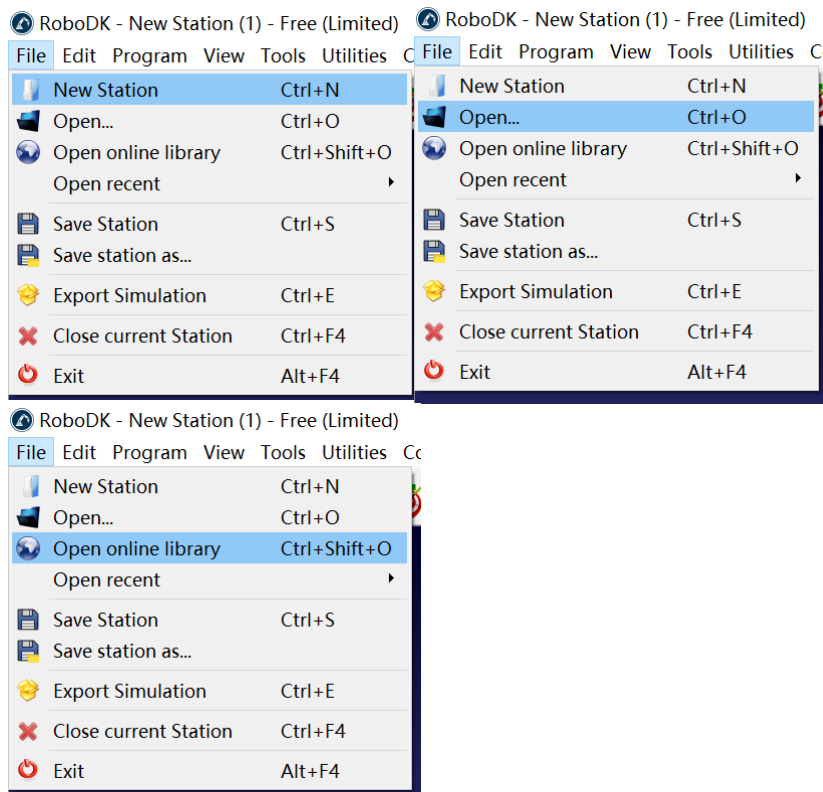 RoboDK - New Station (1) - Free (Limited)
File Edit Program View Tools Utilities C
New Station Ctrl+N
Open... Ctrl+O
Open online library Ctrl+Shift+O
Open recent
Save Station Ctrl+S
Save station as...
Export Simulation Ctrl+E
Close current Station Ctrl+F4
Exit Alt+F4
RoboDK - New Station (1) - Free (Limited)
File Edit Program View Tools Utilities C
New Station Ctrl+N
Open... Ctrl+O
Open online library Ctrl+Shift+O
Open recent
Save Station Ctrl+S
Save station as...
Export Simulation Ctrl+E
Close current Station Ctrl+F4
Exit Alt+F4
RoboDK - New Station (1) - Free (Limited)
File Edit Program View Tools Utilities Co
New Station Ctrl+N
Open... Ctrl+O
Open online library Ctrl+Shift+O
Open recent
Save Station Ctrl+S
Save station as...
Export Simulation Ctrl+E
Close current Station Ctrl+F4
Exit Alt+F4